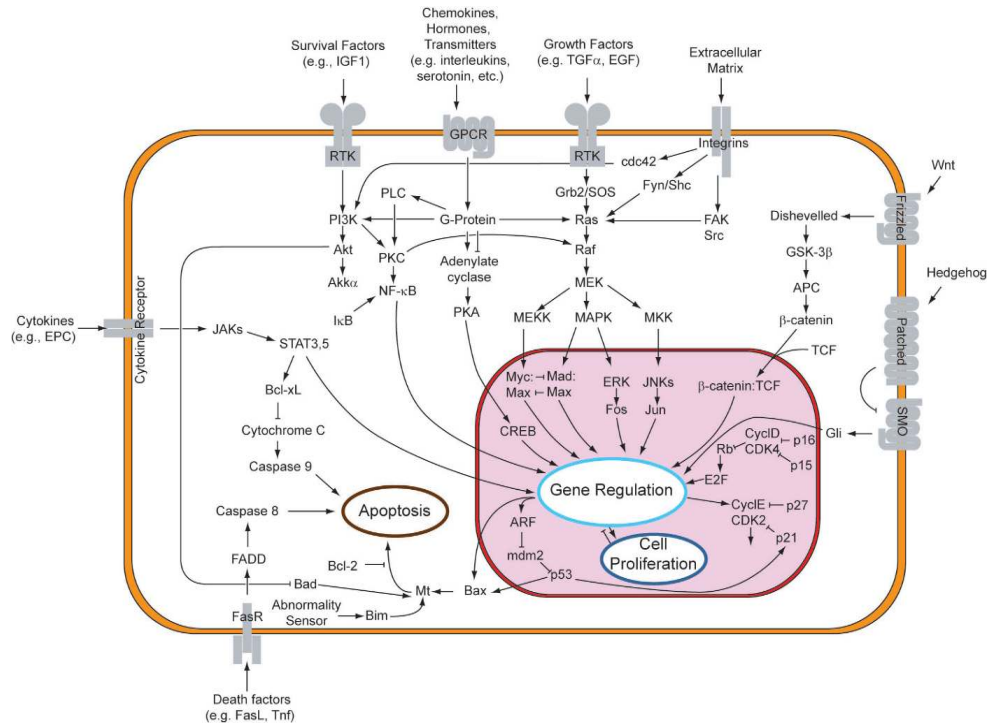 Chemokines,
Hormones,
Transmitters
(e.g. interleukins,
serotonin, etc.)
Survival Factors
(e.g., IGF1)
Growth Factors
(e.g. TGFα, EGF)
Extracellular
Matrix
RTK
GPCR
RTK
Integrins
cdc42
Wnt
PLC
Grb2/SOS
Fyn/Shc
Frizzled
PI3K
G-Protein
Ras
FAK
Src
Dishevelled
Akt
PKC
Adenylate
cyclase
Raf
GSK-3β
Akkα
NF-κB
MEK
APC
Hedgehog
IκB
PKA
MEKK
MAPK
MKK
β-catenin
Patched
Cytokines
(e.g., EPC)
Cytokine Receptor
JAKs
STAT3,5
TCF
Bcl-xL
Myc:
Max
Mad:
Max
ERK
JNKs
β-catenin:TCF
Fos
Jun
SMO
Cytochrome C
CREB
Gli
CyclD
CDK4
p16
p15
Rb
E2F
Caspase 9
Gene Regulation
Caspase 8
Apoptosis
CyclE
CDK2
p27
p21
ARF
FADD
Cell
Proliferation
mdm2
Bcl-2
p53
Bad
Mt
Bax
Abnormality
Sensor
Bim
FasR
Death factors
(e.g. FasL, Tnf)